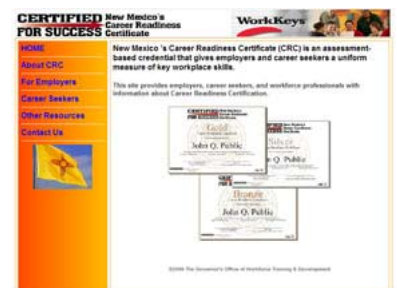 CERTIFIED New Mexico's
Career Readiness
FOR SUCCESS Certificate
WorkKeys
HOME
About CRC
For Employers
Career Seekers
Other Resources
Contact Us
New Mexico 's Career Readiness Certificate (CRC) is an assessment-
based credential that gives employers and career seekers a uniform
measure of key workplace skills.
This site provides employers, career seekers, and workforce professionals with
information about Career Readiness Certification.
Gold
John Q. Public
Silver
Q. Public
Bronze
John Q. Public
©2006 The Governor's Office of Workforce Training & Development